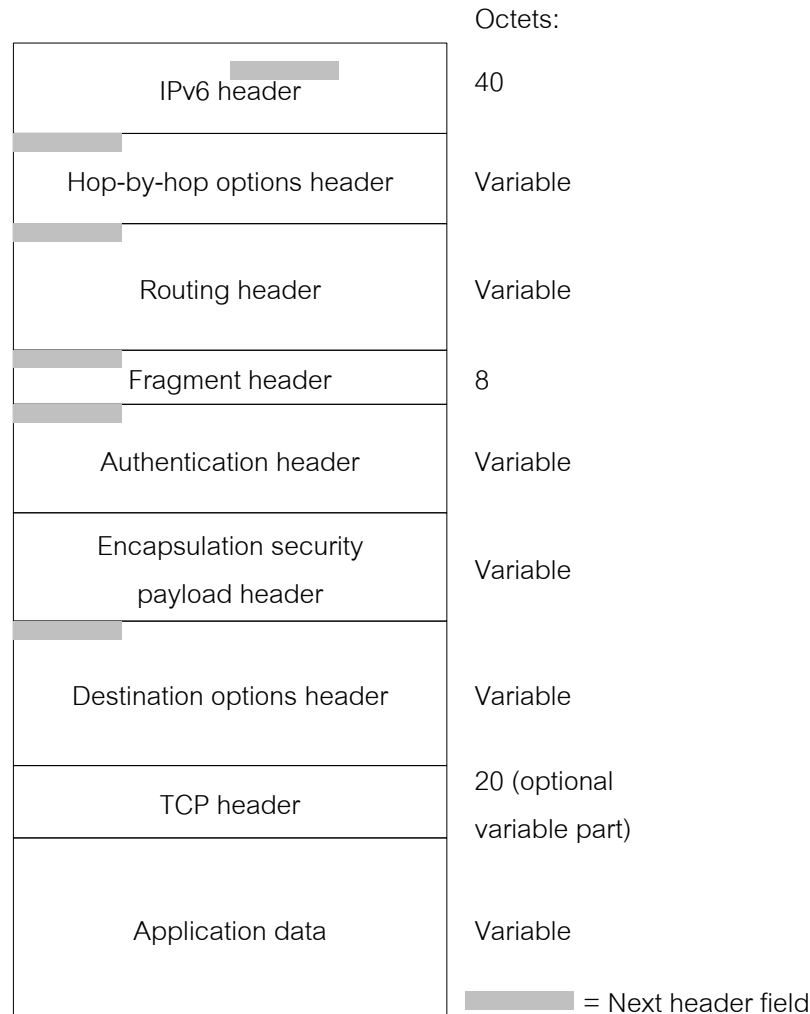 Octets:
IPv6 header
40
Hop-by-hop options header
Variable
Routing header
Variable
Fragment header
8
Authentication header
Variable
Encapsulation security
payload header
Variable
Destination options header
Variable
TCP header
20 (optional
variable part)
Application data
Variable
= Next header field